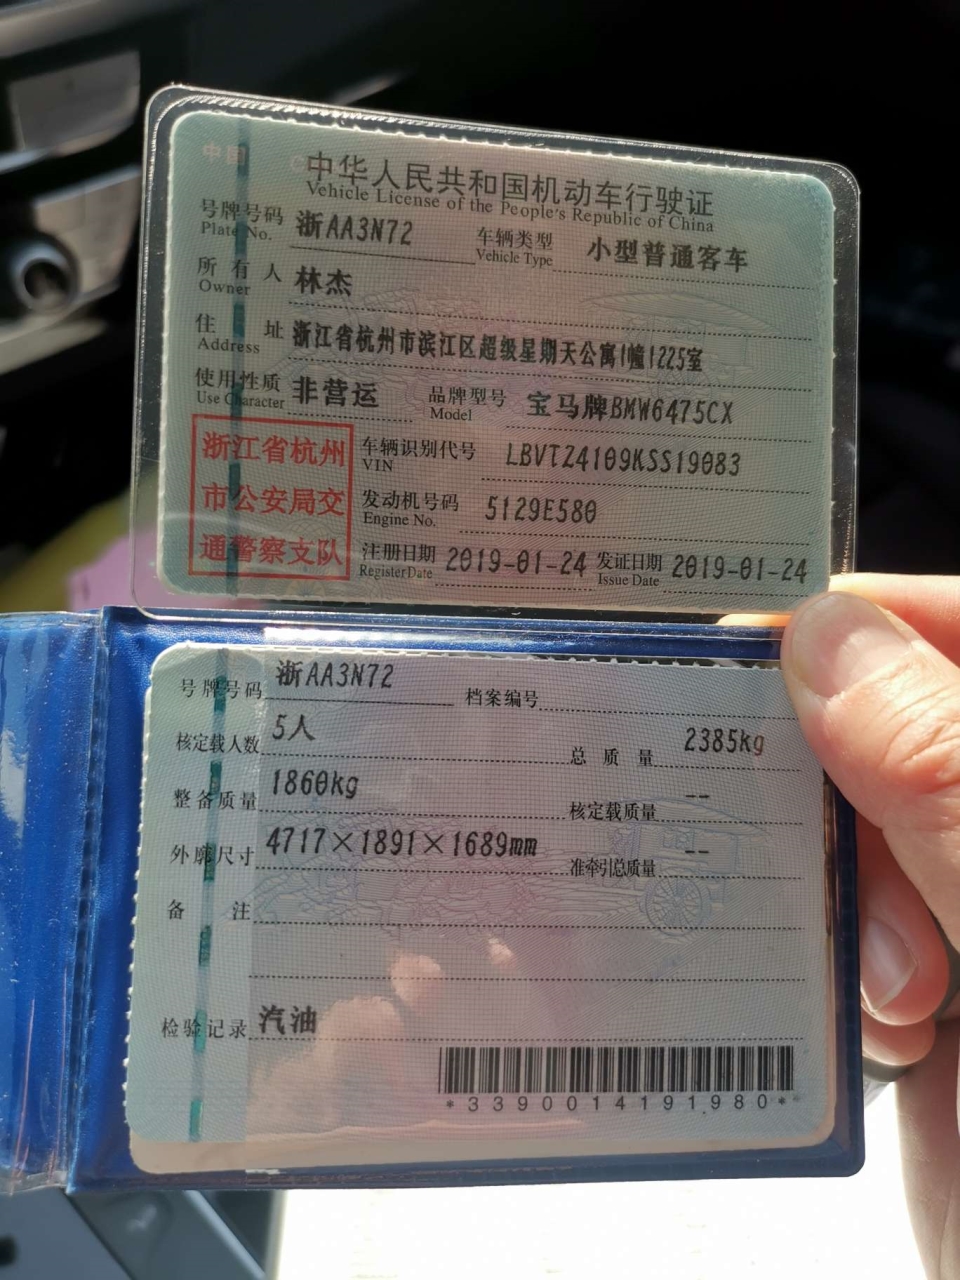 中国
中华人民共和国机动车行驶证
Vehicle License of the People's Republic of China
号牌号码 浙AA3N72 车辆类型 小型普通客车
Plate No. Vehicle Type
所有人 林杰
Owner
住址 浙江省杭州市滨江区超级星期天公寓1幢1225室
Address
使用性质 非营运 品牌型号 宝马牌BMW6475CX
Use Character Model
浙江省杭州
市公安局交
通警察支队
车辆识别代号 LBVTZ4109KSS19083
VIN
发动机号码 5129E580
Engine No.
注册日期 2019-01-24 发证日期 2019-01-24
Register Date Issue Date
号牌号码 浙AA3N72 档案编号
核定载人数 5人 总质量 2385kg
整备质量 1860kg 核定载质量 --
外廓尺寸 4717×1891×1689mm 准牵引总质量 --
备注
检验记录 汽油
*3390014191980*